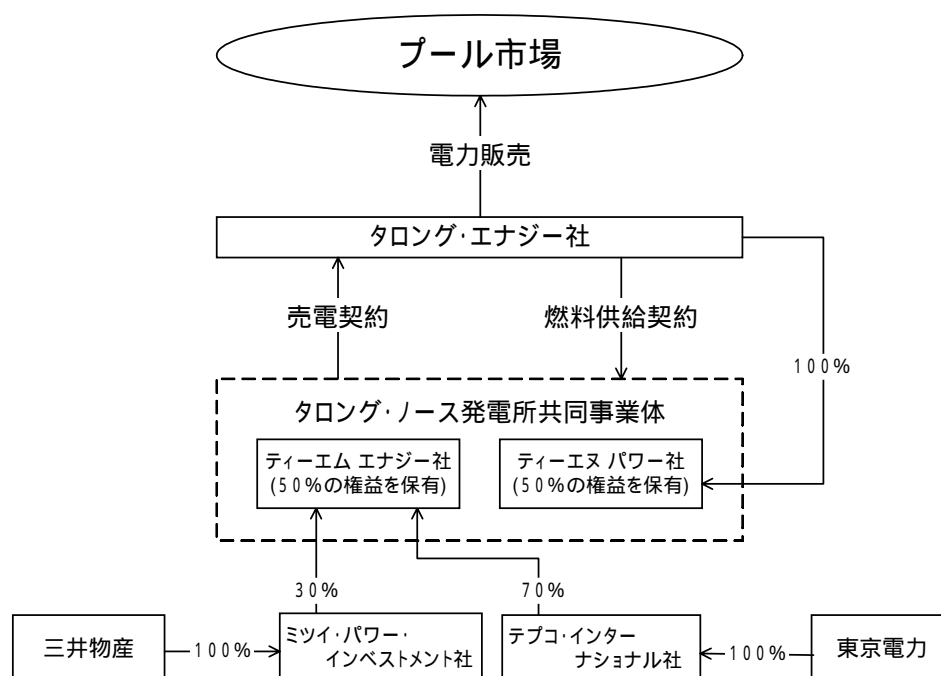 プール市場
電力販売
タロング・エナジー社
売電契約
燃料供給契約
100%
タロング・ノース発電所共同事業体
ティーエム エナジー社
(50%の権益を保有)
ティーエヌ パワー社
(50%の権益を保有)
30%
70%
三井物産
100%
ミツイ・パワー・
インベストメント社
テプコ・インター
ナショナル社
100%
東京電力